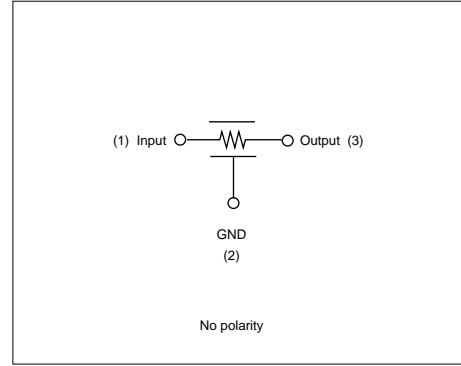 (1) Input Output (3)
GND
(2)
No polarity